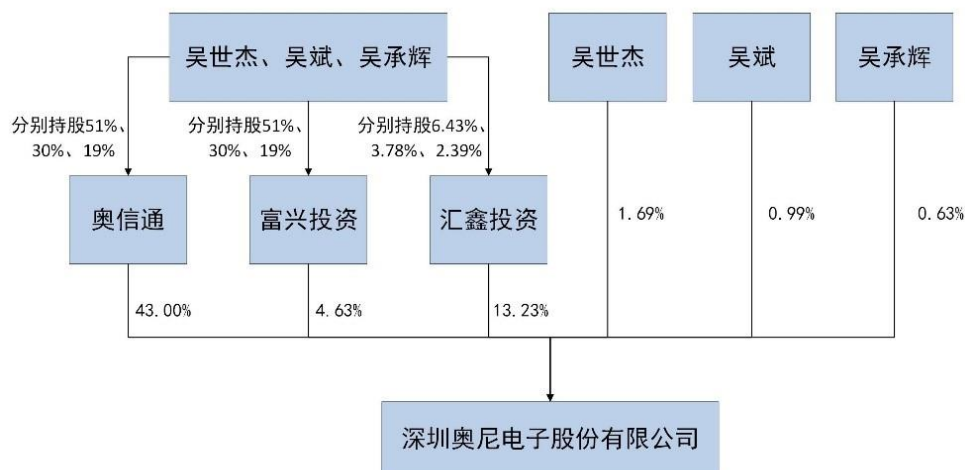 吴世杰、吴斌、吴承辉
吴世杰
吴斌
吴承辉
分别持股51%、
30%、19%
分别持股51%、
30%、19%
分别持股6.43%、
3.78%、2.39%
奥信通
富兴投资
汇鑫投资
1.69%
0.99%
0.63%
43.00%
4.63%
13.23%
深圳奥尼电子股份有限公司